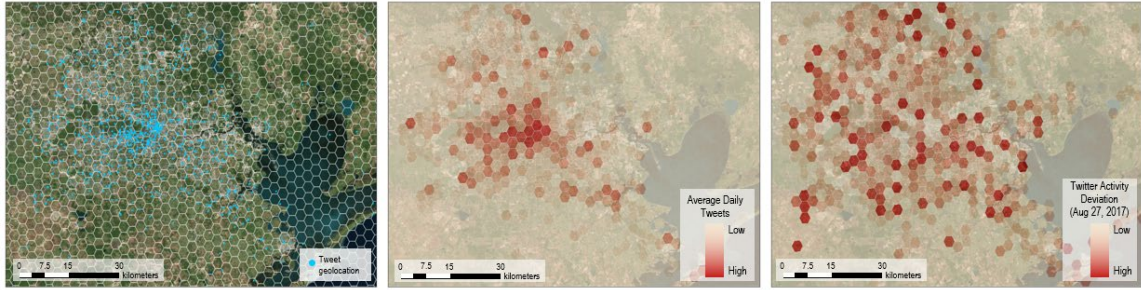 Tweet
geolocation
0 7.5 15 30
kilometers
Average Daily
Tweets
Low
High
0 7.5 15 30
kilometers
Twitter Activity
Deviation
(Aug 27, 2017)
Low
High
0 7.5 15 30
kilometers